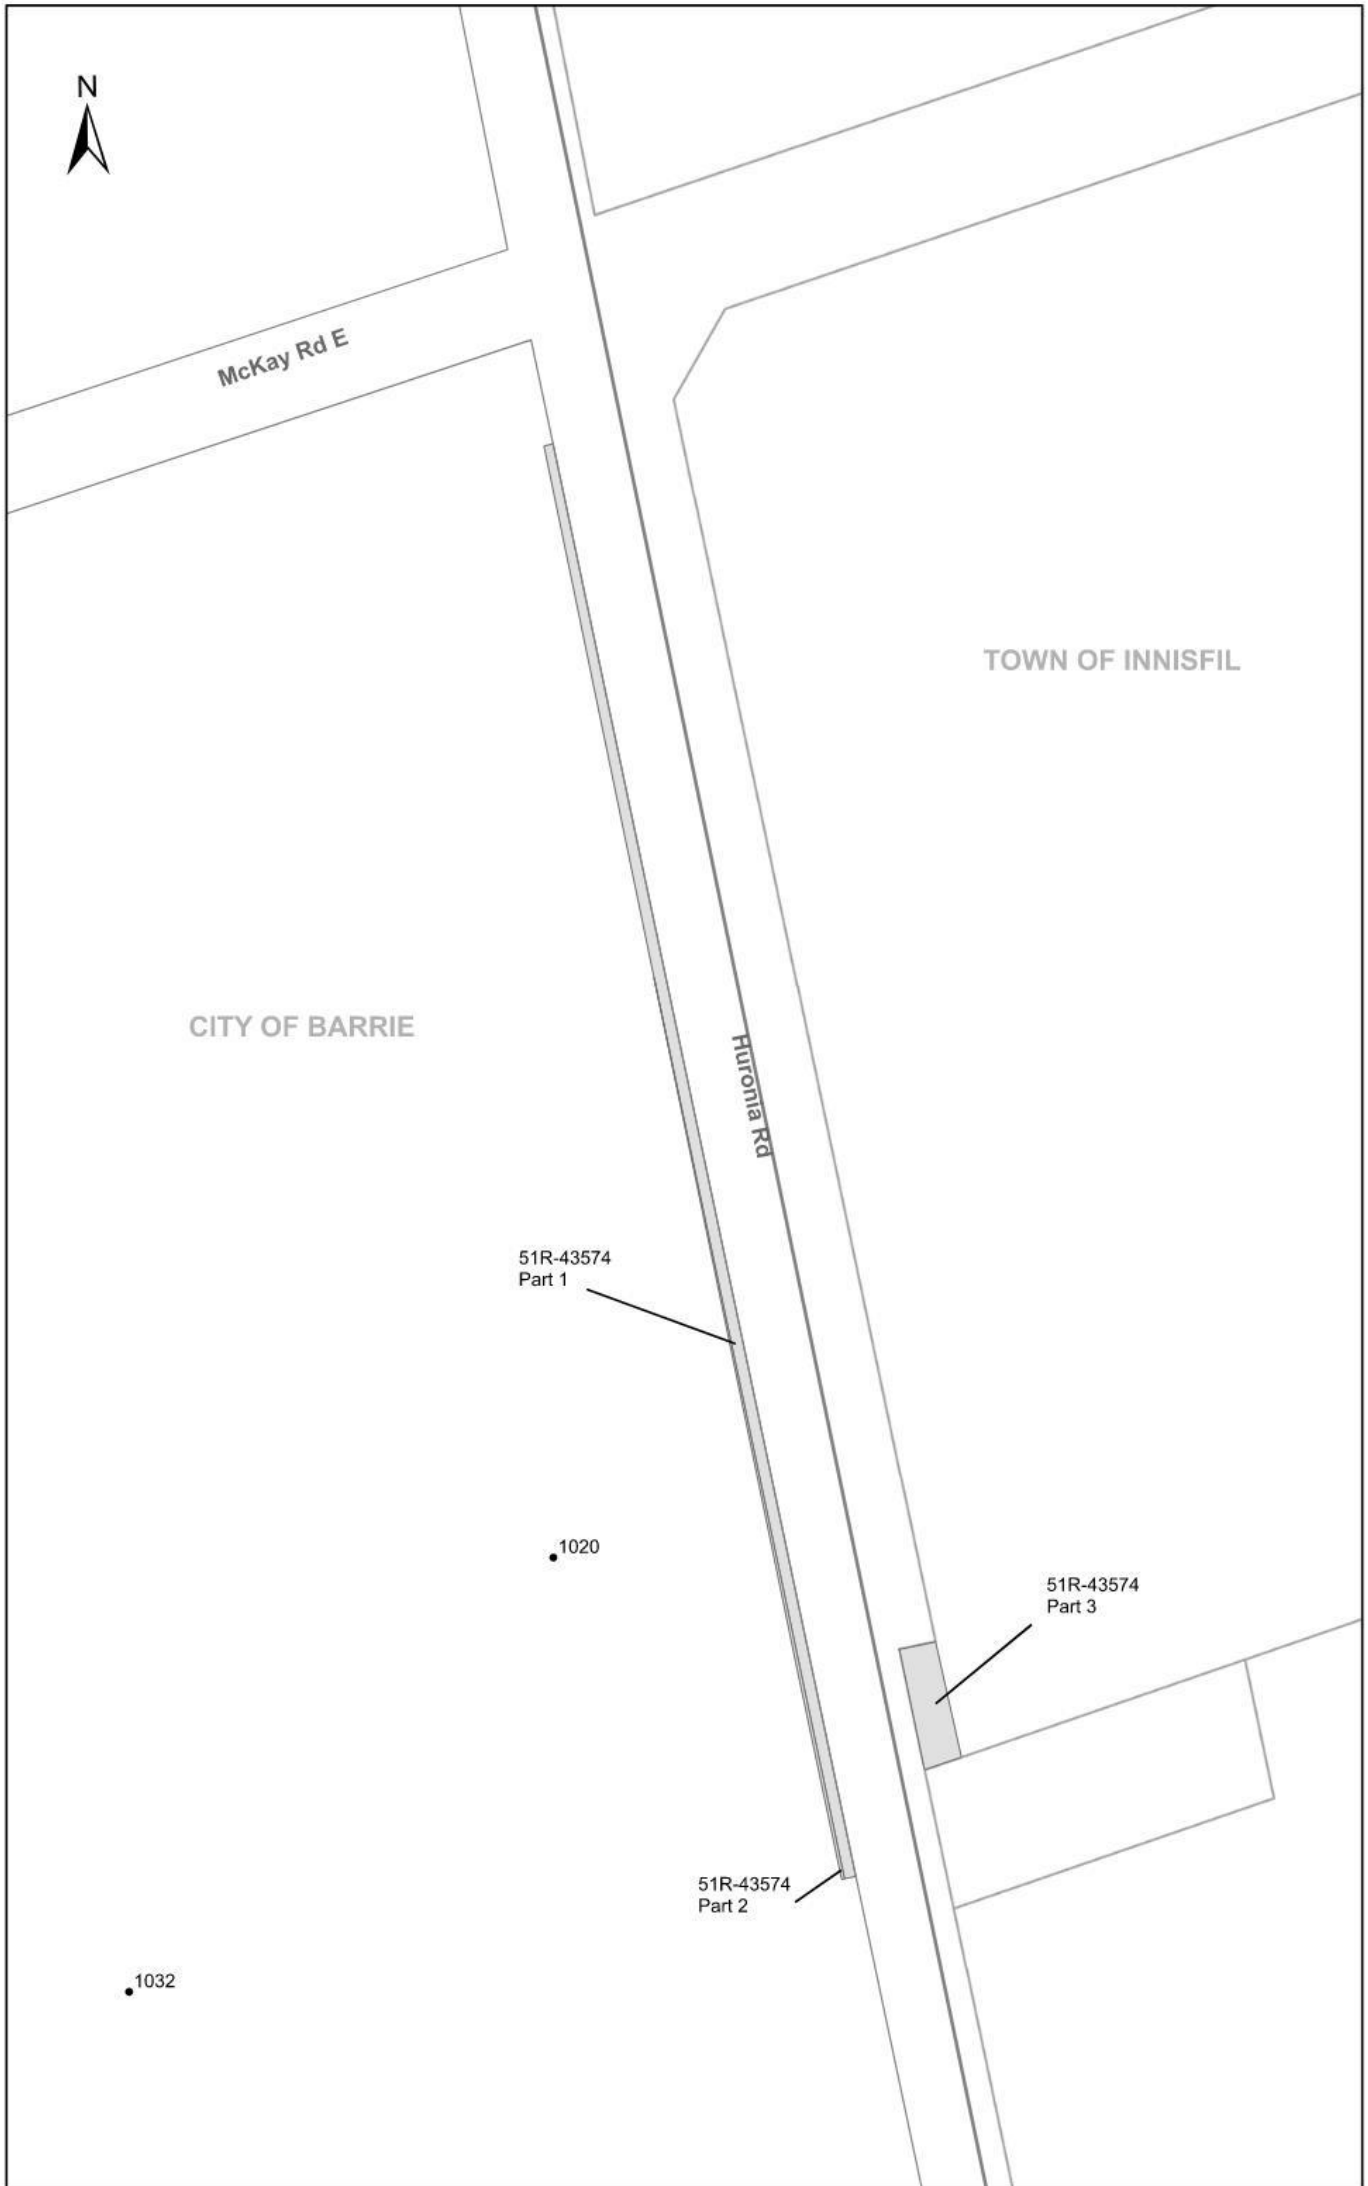 N
McKay Rd E
TOWN OF INNISFIL
CITY OF BARRIE
Huronia Rd
51R-43574
Part 1
1020
51R-43574
Part 3
51R-43574
Part 2
1032